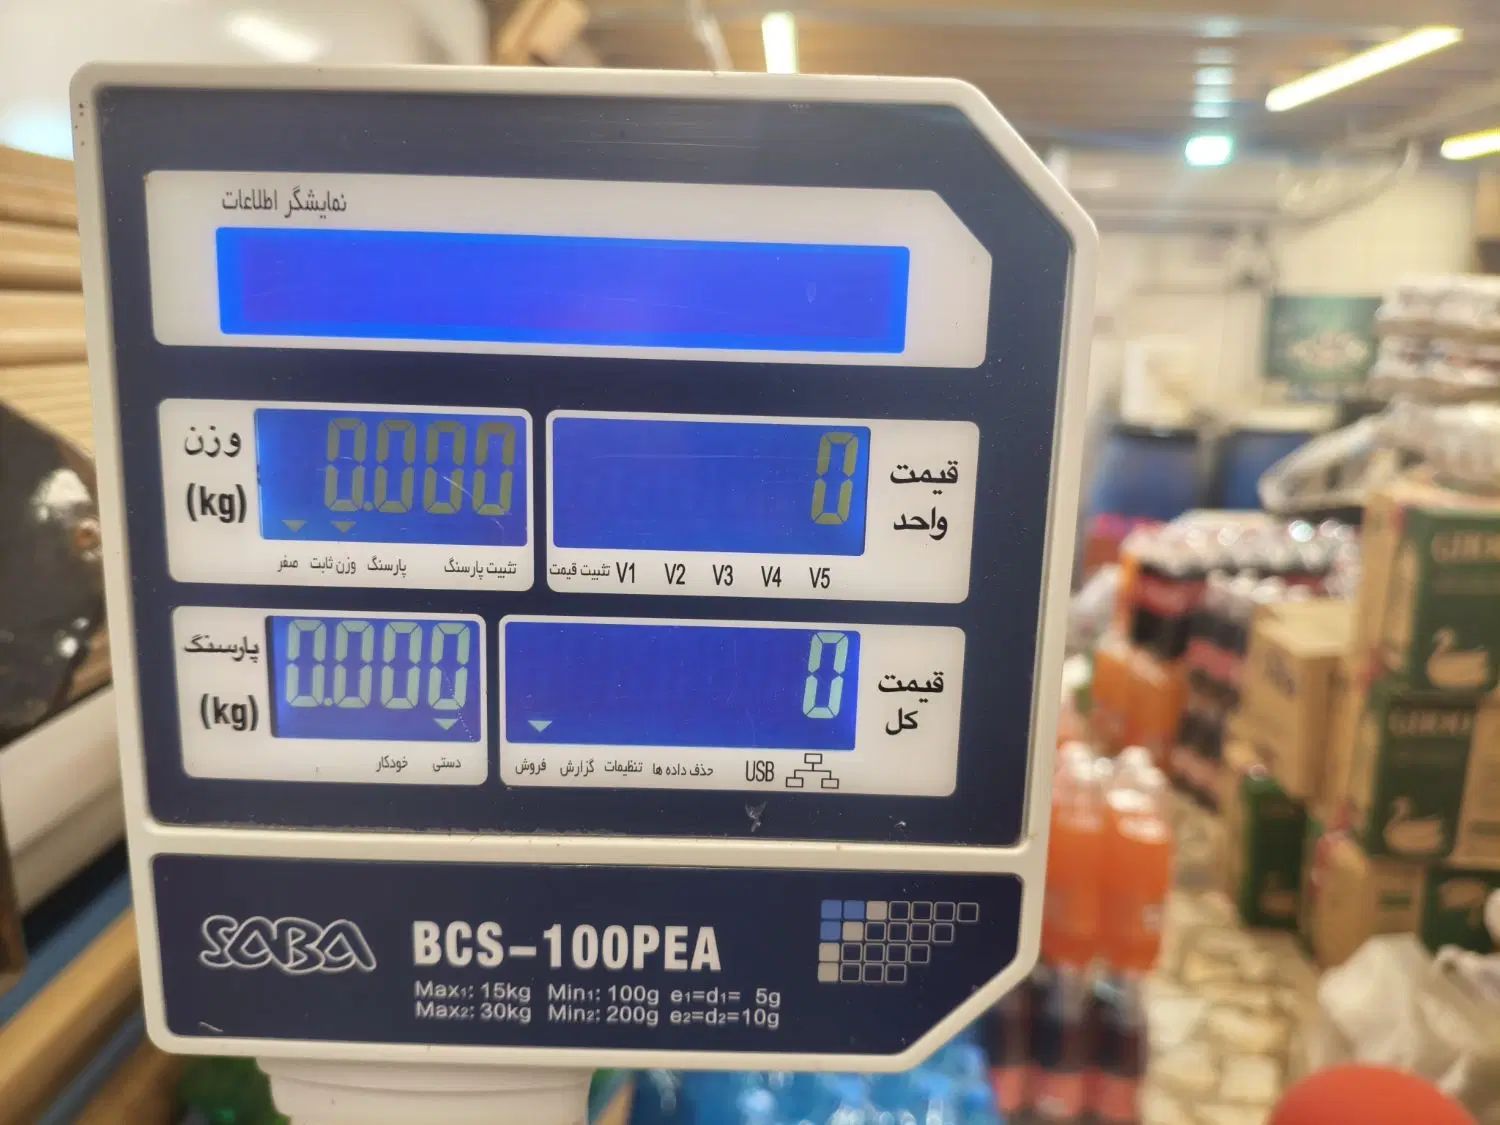 نمایشگر اطلاعات
وزن
(kg)
0.000
صفر وزن ثابت پارسنگ تثبیت پارسنگ
قیمت
واحد
0
تثبیت قیمت V1 V2 V3 V4 V5
پارسنگ
(kg)
0.000
خودکار دستی
قیمت
کل
0
فروش گزارش تنظیمات حذف داده ها USB
SABA BCS-100PEA
Max₁: 15kg Min₁: 100g e₁=d₁= 5g
Max₂: 30kg Min₂: 200g e₂=d₂=10g